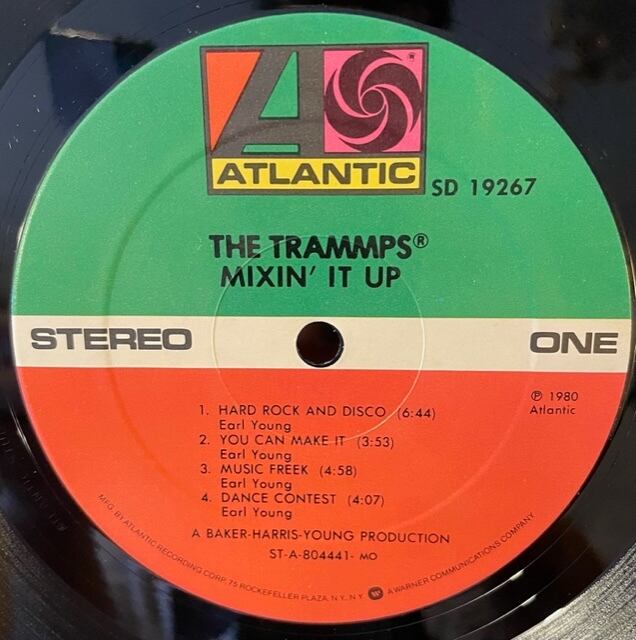 ATLANTIC
SD 19267
THE TRAMMPS®
MIXIN' IT UP
STEREO
ONE
℗ 1980
Atlantic
1. HARD ROCK AND DISCO (6:44)
Earl Young
2. YOU CAN MAKE IT (3:53)
Earl Young
3. MUSIC FREEK (4:58)
Earl Young
4. DANCE CONTEST (4:07)
Earl Young
A BAKER-HARRIS-YOUNG PRODUCTION
ST-A-804441- MO
MFG. BY ATLANTIC RECORDING CORP., 75 ROCKEFELLER PLAZA, N.Y., N.Y. A WARNER COMMUNICATIONS COMPANY